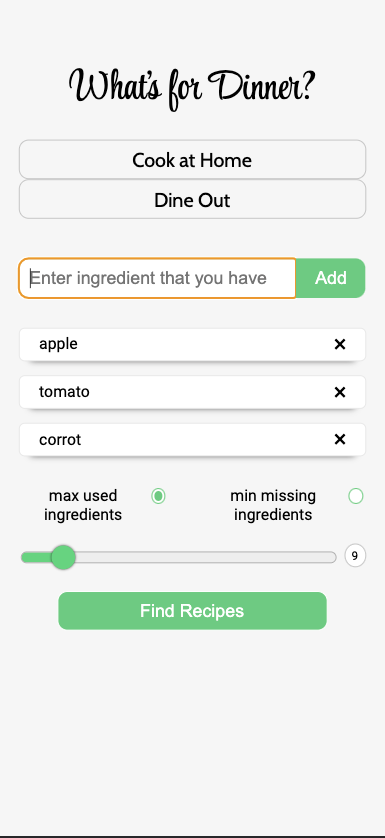 What's for Dinner?
Cook at Home
Dine Out
Enter ingredient that you have
Add
apple ×
tomato ×
corrot ×
max used
ingredients
min missing
ingredients
9
Find Recipes